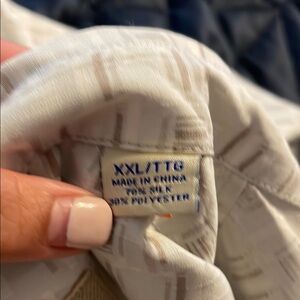 XXL/TTG
MADE IN CHINA
70% SILK
30% POLYESTER